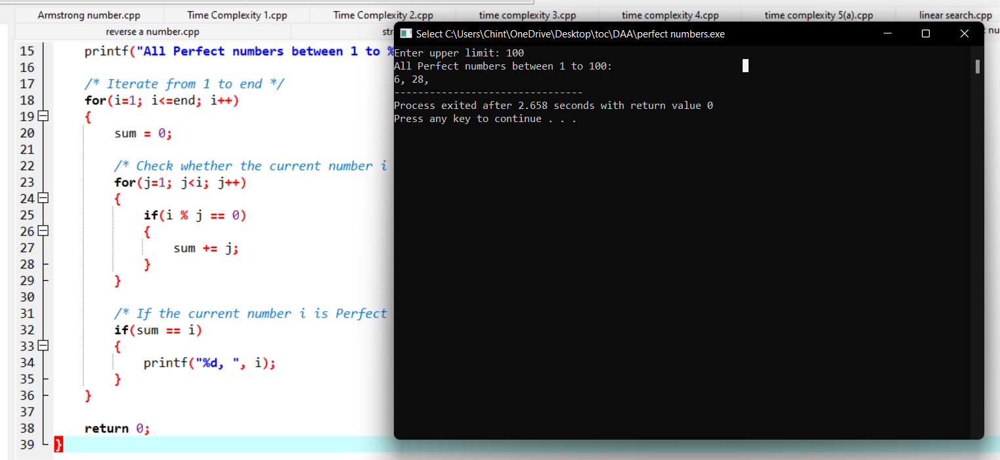 Armstrong number.cpp Time Complexity 1.cpp Time Complexity 2.cpp time complexity 3.cpp time complexity 4.cpp time complexity 5(a).cpp linear search.cpp
reverse a number.cpp
15 printf("All Perfect numbers between 1 to %
16
17 /* Iterate from 1 to end */
18 for(i=1; i<=end; i++)
19 {
20 sum = 0;
21
22 /* Check whether the current number i
23 for(j=1; j<i; j++)
24 {
25 if(i % j == 0)
26 {
27 sum += j;
28 }
29 }
30
31 /* If the current number i is Perfect
32 if(sum == i)
33 {
34 printf("%d, ", i);
35 }
36 }
37
38 return 0;
39 }
Select C:\Users\Chint\OneDrive\Desktop\toc\DAA\perfect numbers.exe
Enter upper limit: 100
All Perfect numbers between 1 to 100:
6, 28,
--------------------------------
Process exited after 2.658 seconds with return value 0
Press any key to continue . . .